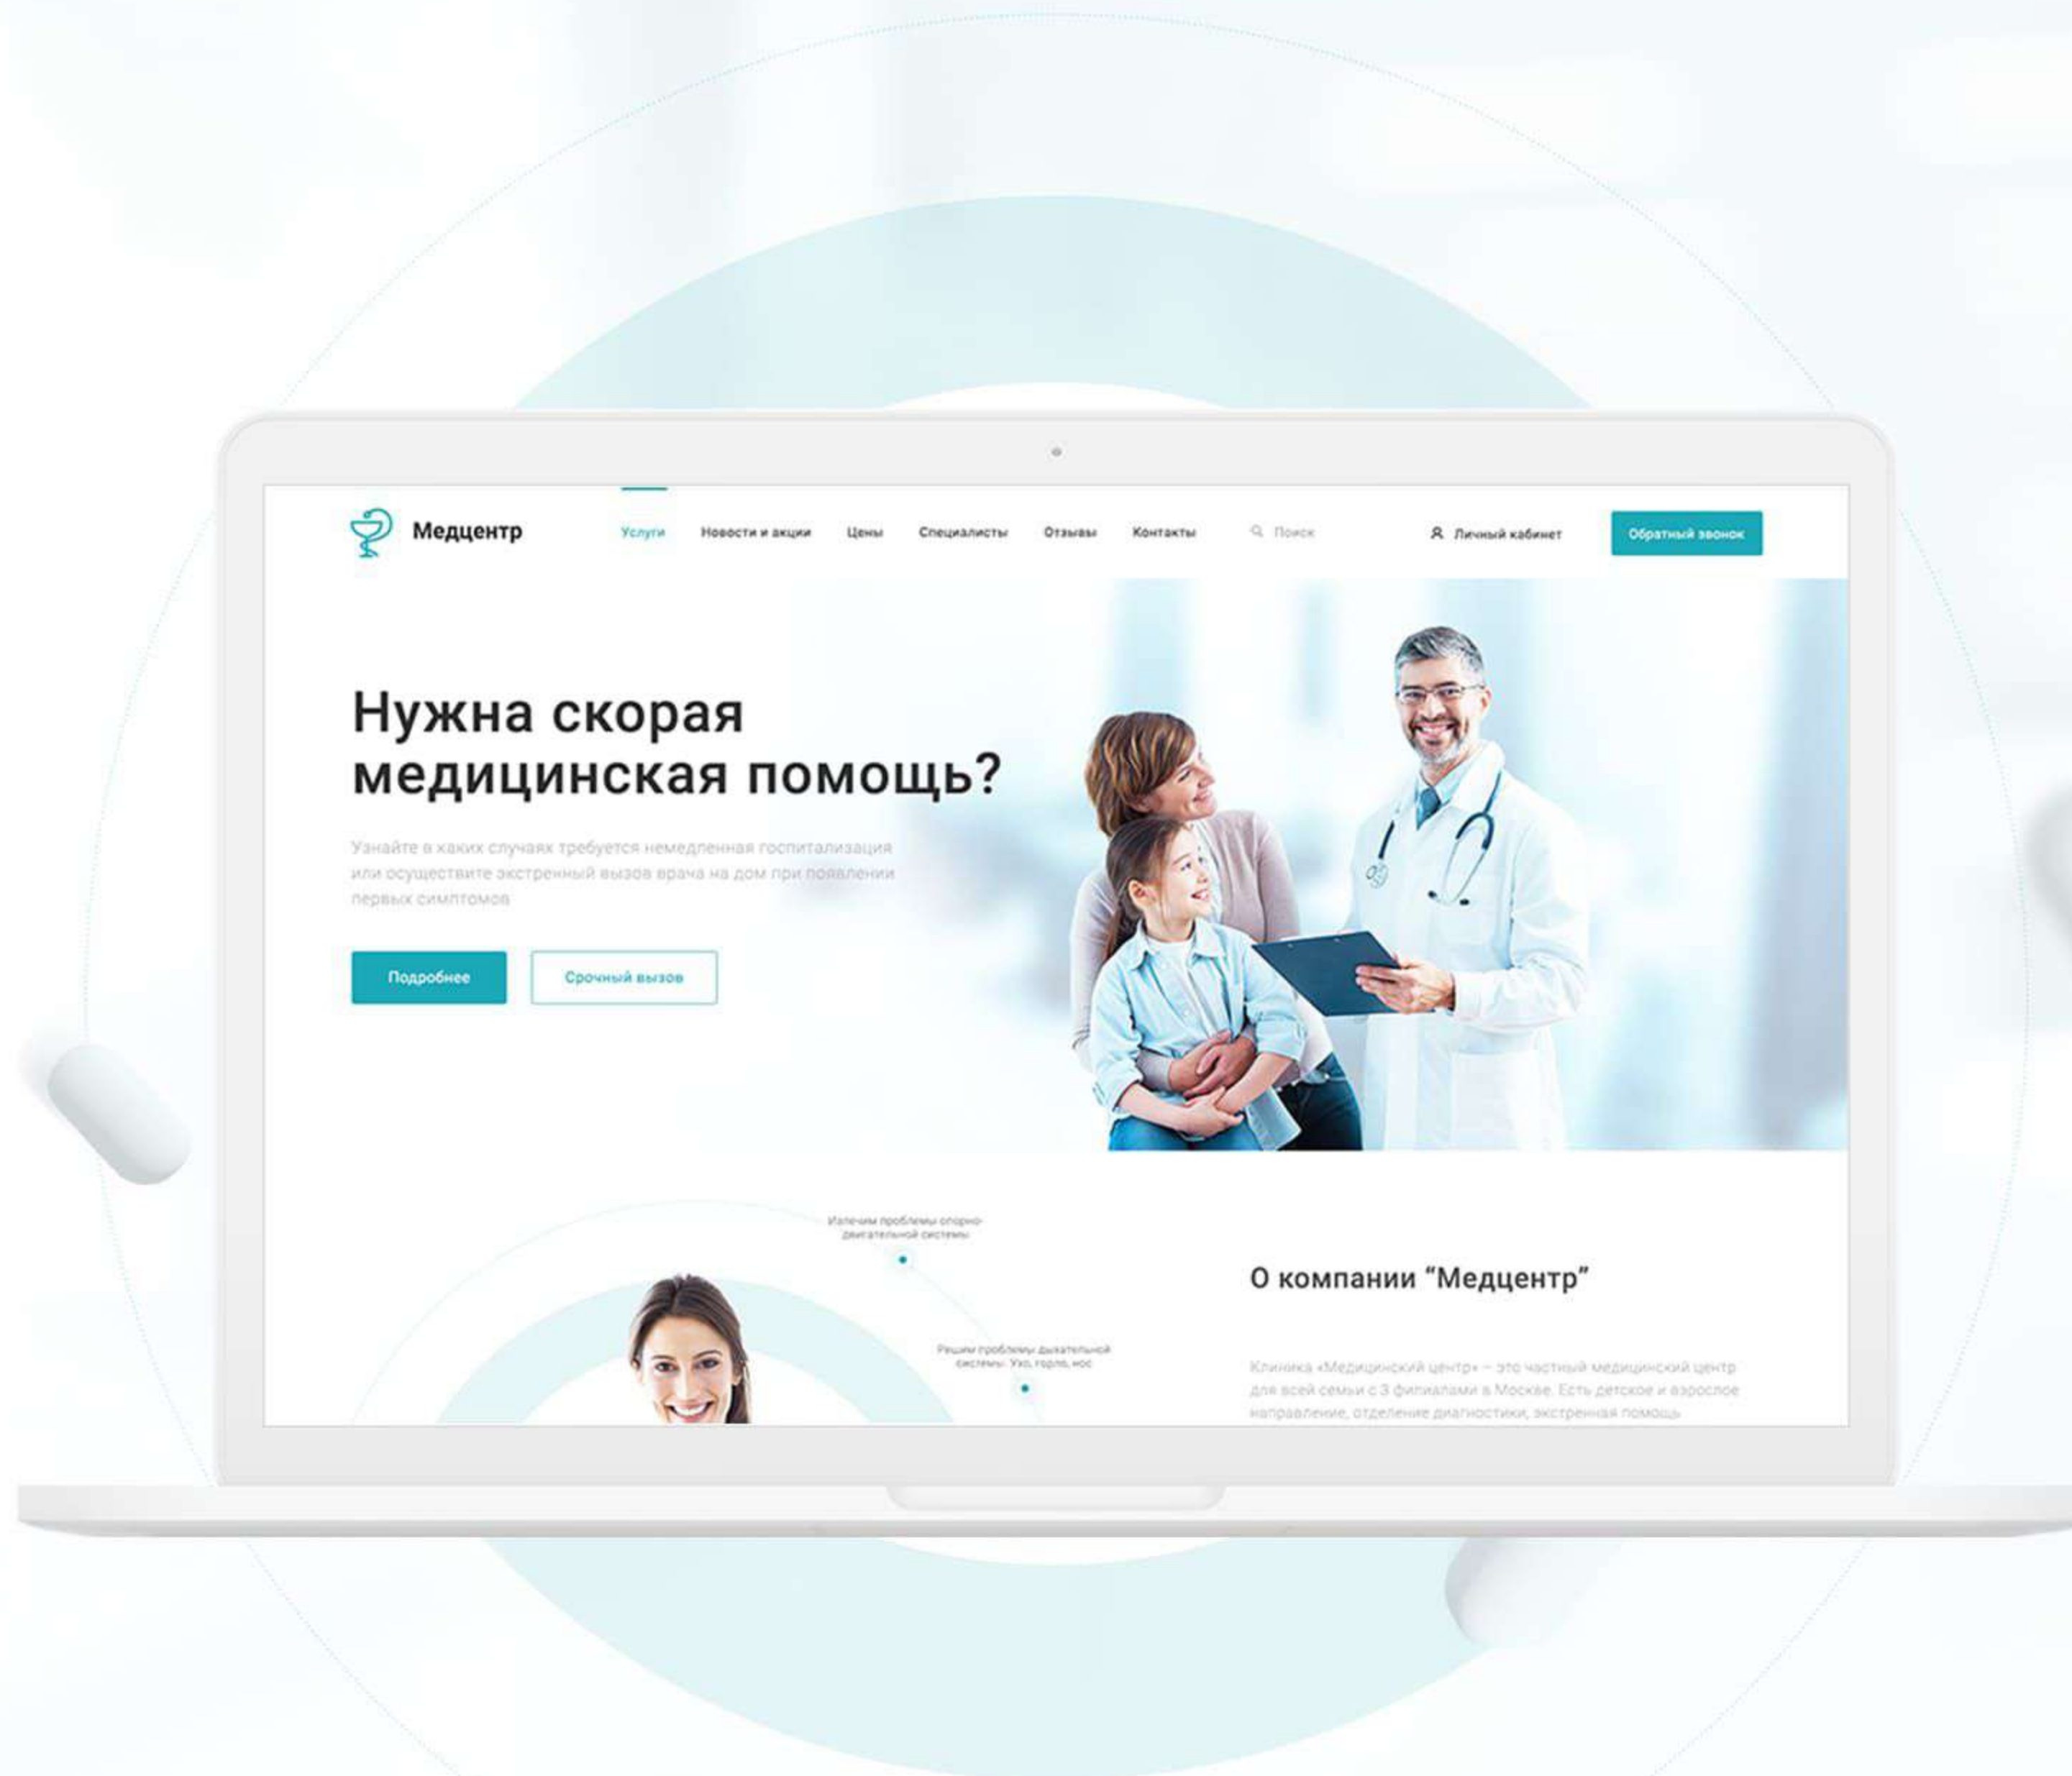 Медцентр
Услуги
Новости и акции
Цены
Специалисты
Отзывы
Контакты
Поиск
Личный кабинет
Обратный звонок
Нужна скорая
медицинская помощь?
Узнайте в каких случаях требуется немедленная госпитализация
или осуществите экстренный вызов врача на дом при появлении
первых симптомов
Подробнее
Срочный вызов
Излечим проблемы опорно-
двигательной системы
Решим проблемы дыхательной
системы. Ухо, горло, нос
О компании “Медцентр”
Клиника «Медицинский центр» – это частный медицинский центр
для всей семьи с 3 филиалами в Москве. Есть детское и взрослое
направление, отделение диагностики, экстренная помощь